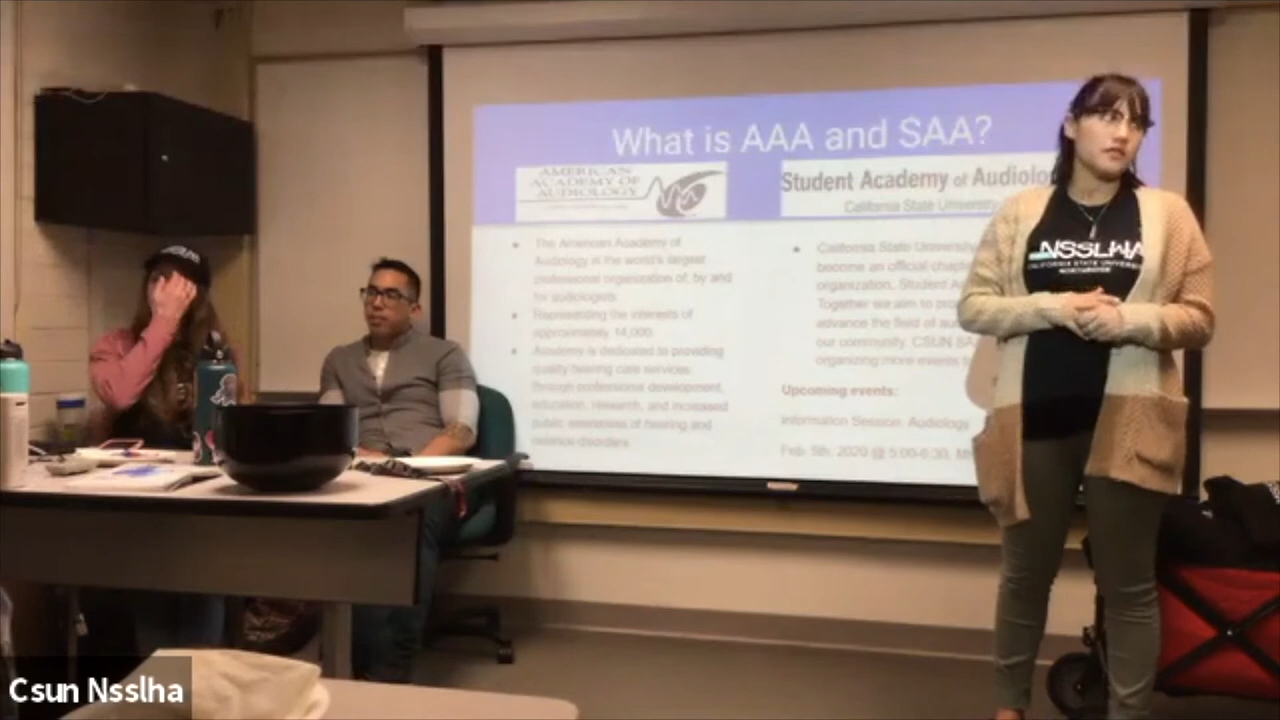 What is AAA and SAA?
AMERICAN
ACADEMY OF
AUDIOLOGY
Student Academy of Audiolo
California State University
The American Academy of
Audiology is the world's largest
professional organization of, by and
for audiologists.
Representing the interests of
approximately 14,000.
Academy is dedicated to providing
quality hearing care services
through professional development,
education, research, and increased
public awareness of hearing and
balance disorders
California State University
become an official chapt
organization, Student A
Together we aim to pro
advance the field of aud
our community. CSUN SA
organizing more events
Upcoming events:
Information Session: Audiology
Feb. 5th, 2020 @ 5:00-6:30,
NSSLHA
CALIFORNIA STATE UNIVERSI
NORTHRIDGE
Csun Nsslha